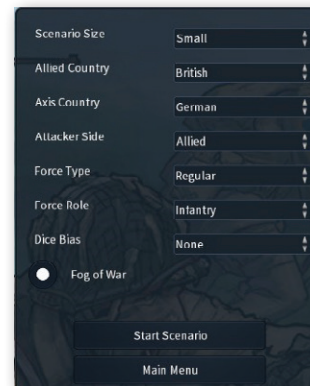 Scenario Size Small
Allied Country British
Axis Country German
Attacker Side Allied
Force Type Regular
Force Role Infantry
Dice Bias None
Fog of War
Start Scenario
Main Menu